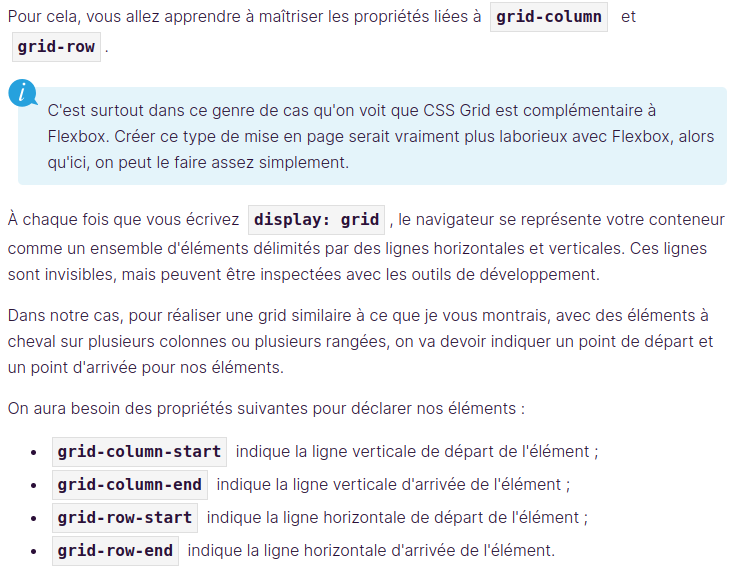 Pour cela, vous allez apprendre à maîtriser les propriétés liées à grid-column et
grid-row .
i
C'est surtout dans ce genre de cas qu'on voit que CSS Grid est complémentaire à
Flexbox. Créer ce type de mise en page serait vraiment plus laborieux avec Flexbox, alors
qu'ici, on peut le faire assez simplement.
À chaque fois que vous écrivez display: grid , le navigateur se représente votre conteneur
comme un ensemble d'éléments délimités par des lignes horizontales et verticales. Ces lignes
sont invisibles, mais peuvent être inspectées avec les outils de développement.
Dans notre cas, pour réaliser une grid similaire à ce que je vous montrais, avec des éléments à
cheval sur plusieurs colonnes ou plusieurs rangées, on va devoir indiquer un point de départ et
un point d'arrivée pour nos éléments.
On aura besoin des propriétés suivantes pour déclarer nos éléments :
• grid-column-start indique la ligne verticale de départ de l'élément ;
• grid-column-end indique la ligne verticale d'arrivée de l'élément ;
• grid-row-start indique la ligne horizontale de départ de l'élément ;
• grid-row-end indique la ligne horizontale d'arrivée de l'élément.